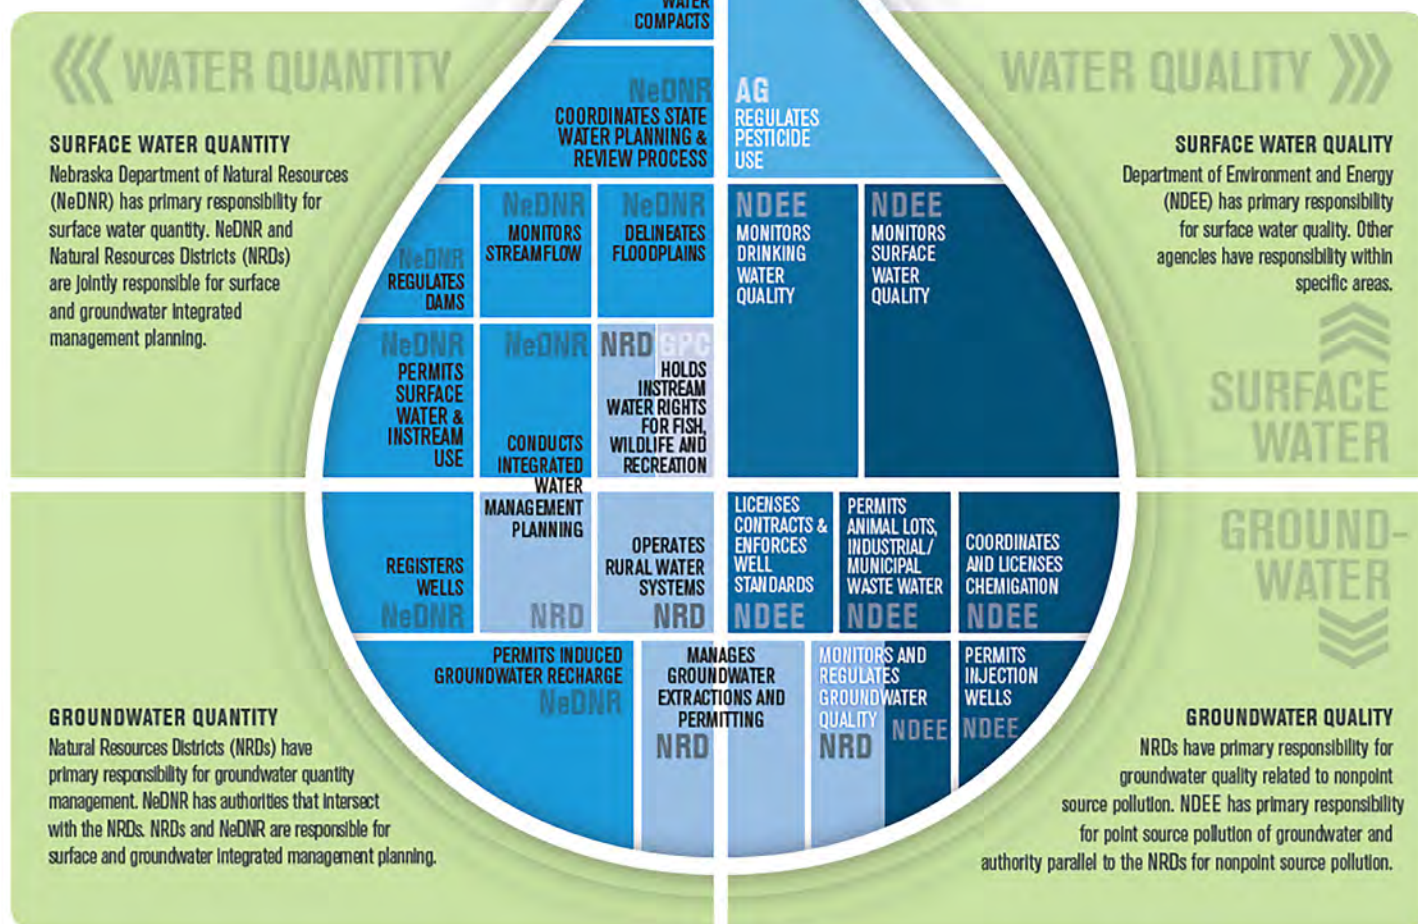 WATER
COMPACTS
WATER QUANTITY
WATER QUALITY
SURFACE WATER QUANTITY
Nebraska Department of Natural Resources
(NeDNR) has primary responsibility for
surface water quantity. NeDNR and
Natural Resources Districts (NRDs)
are jointly responsible for surface
and groundwater integrated
management planning.
NeDNR
COORDINATES STATE
WATER PLANNING &
REVIEW PROCESS
AG
REGULATES
PESTICIDE
USE
SURFACE WATER QUALITY
Department of Environment and Energy
(NDEE) has primary responsibility
for surface water quality. Other
agencies have responsibility within
specific areas.
NeDNR
REGULATES
DAMS
NeDNR
MONITORS
STREAMFLOW
NeDNR
DELINEATES
FLOODPLAINS
NDEE
MONITORS
DRINKING
WATER
QUALITY
NDEE
MONITORS
SURFACE
WATER
QUALITY
NeDNR
PERMITS
SURFACE
WATER &
INSTREAM
USE
NeDNR
CONDUCTS
INTEGRATED
WATER
MANAGEMENT
PLANNING
NRD
NRD GPC
HOLDS
INSTREAM
WATER RIGHTS
FOR FISH,
WILDLIFE AND
RECREATION
SURFACE
WATER
GROUND-
WATER
REGISTERS
WELLS
NeDNR
OPERATES
RURAL WATER
SYSTEMS
NRD
LICENSES
CONTRACTS &
ENFORCES
WELL
STANDARDS
NDEE
PERMITS
ANIMAL LOTS,
INDUSTRIAL/
MUNICIPAL
WASTE WATER
NDEE
COORDINATES
AND LICENSES
CHEMIGATION
NDEE
PERMITS INDUCED
GROUNDWATER RECHARGE
NeDNR
MANAGES
GROUNDWATER
EXTRACTIONS AND
PERMITTING
NRD
MONITORS AND
REGULATES
GROUNDWATER
QUALITY
NRD NDEE
PERMITS
INJECTION
WELLS
NDEE
GROUNDWATER QUANTITY
Natural Resources Districts (NRDs) have
primary responsibility for groundwater quantity
management. NeDNR has authorities that intersect
with the NRDs. NRDs and NeDNR are responsible for
surface and groundwater integrated management planning.
GROUNDWATER QUALITY
NRDs have primary responsibility for
groundwater quality related to nonpoint
source pollution. NDEE has primary responsibility
for point source pollution of groundwater and
authority parallel to the NRDs for nonpoint source pollution.